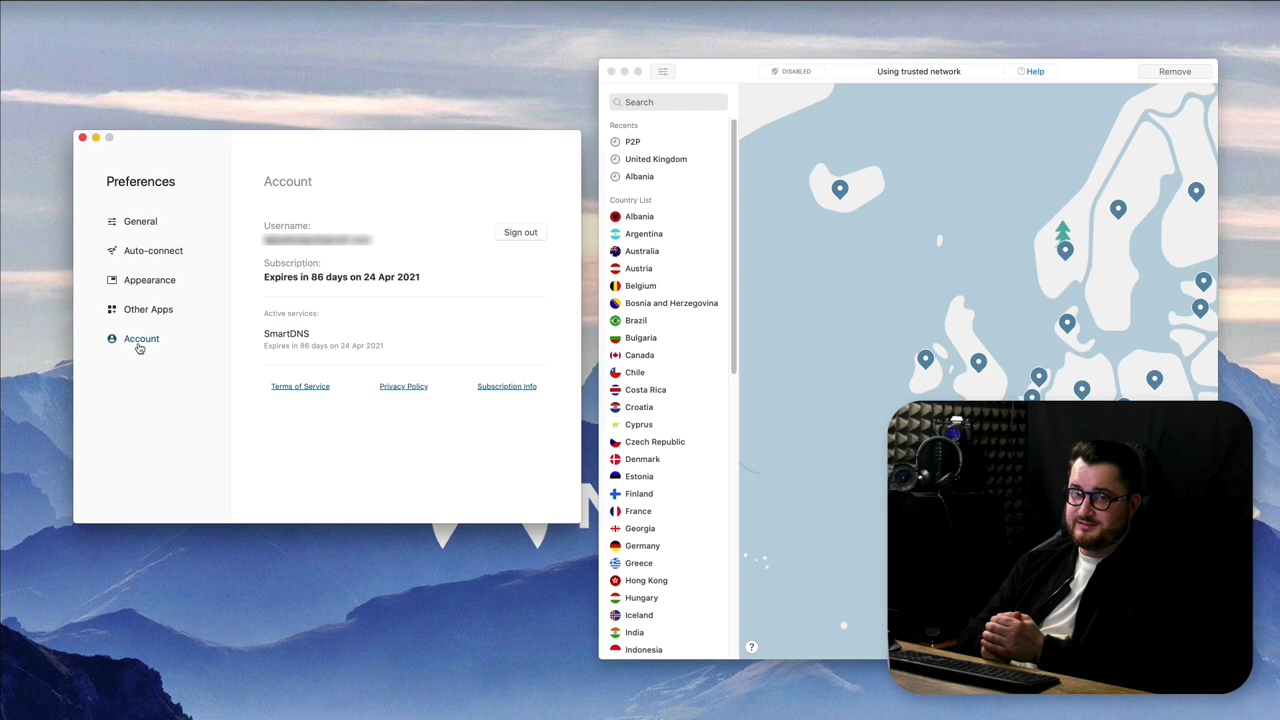 Preferences
General
Auto-connect
Appearance
Other Apps
Account
Account
Username:
Sign out
Subscription:
Expires in 86 days on 24 Apr 2021
Active services:
SmartDNS
Expires in 86 days on 24 Apr 2021
Terms of Service
Privacy Policy
Subscription Info
DISABLED
Using trusted network
? Help
Remove
Search
Recents
P2P
United Kingdom
Albania
Country List
Albania
Argentina
Australia
Austria
Belgium
Bosnia and Herzegovina
Brazil
Bulgaria
Canada
Chile
Costa Rica
Croatia
Cyprus
Czech Republic
Denmark
Estonia
Finland
France
Georgia
Germany
Greece
Hong Kong
Hungary
Iceland
India
Indonesia
?